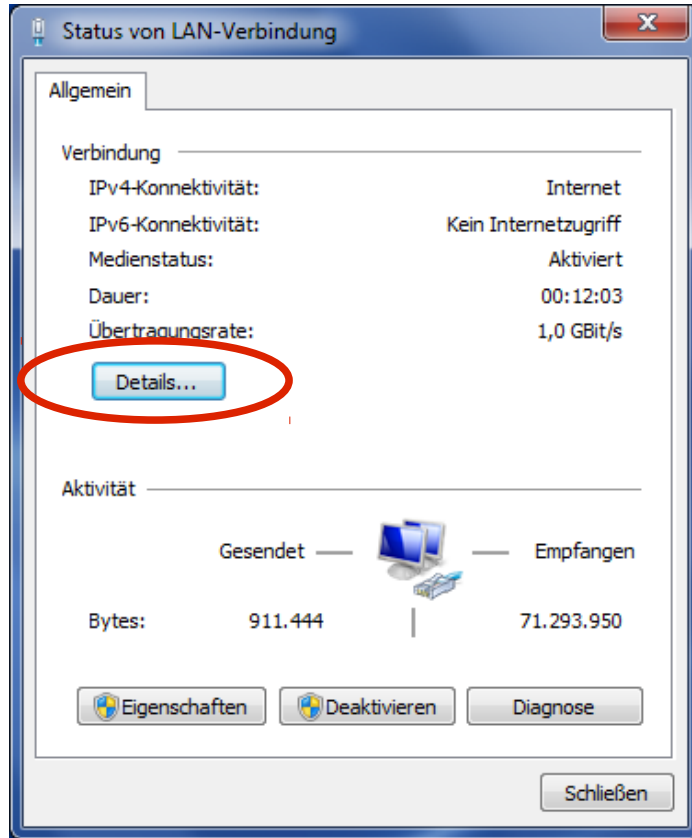 Status von LAN-Verbindung
Allgemein
Verbindung
IPv4-Konnektivität: Internet
IPv6-Konnektivität: Kein Internetzugriff
Medienstatus: Aktiviert
Dauer: 00:12:03
Übertragungsrate: 1,0 GBit/s
Details...
Aktivität
Gesendet Empfangen
Bytes: 911.444 71.293.950
Eigenschaften Deaktivieren Diagnose
Schließen